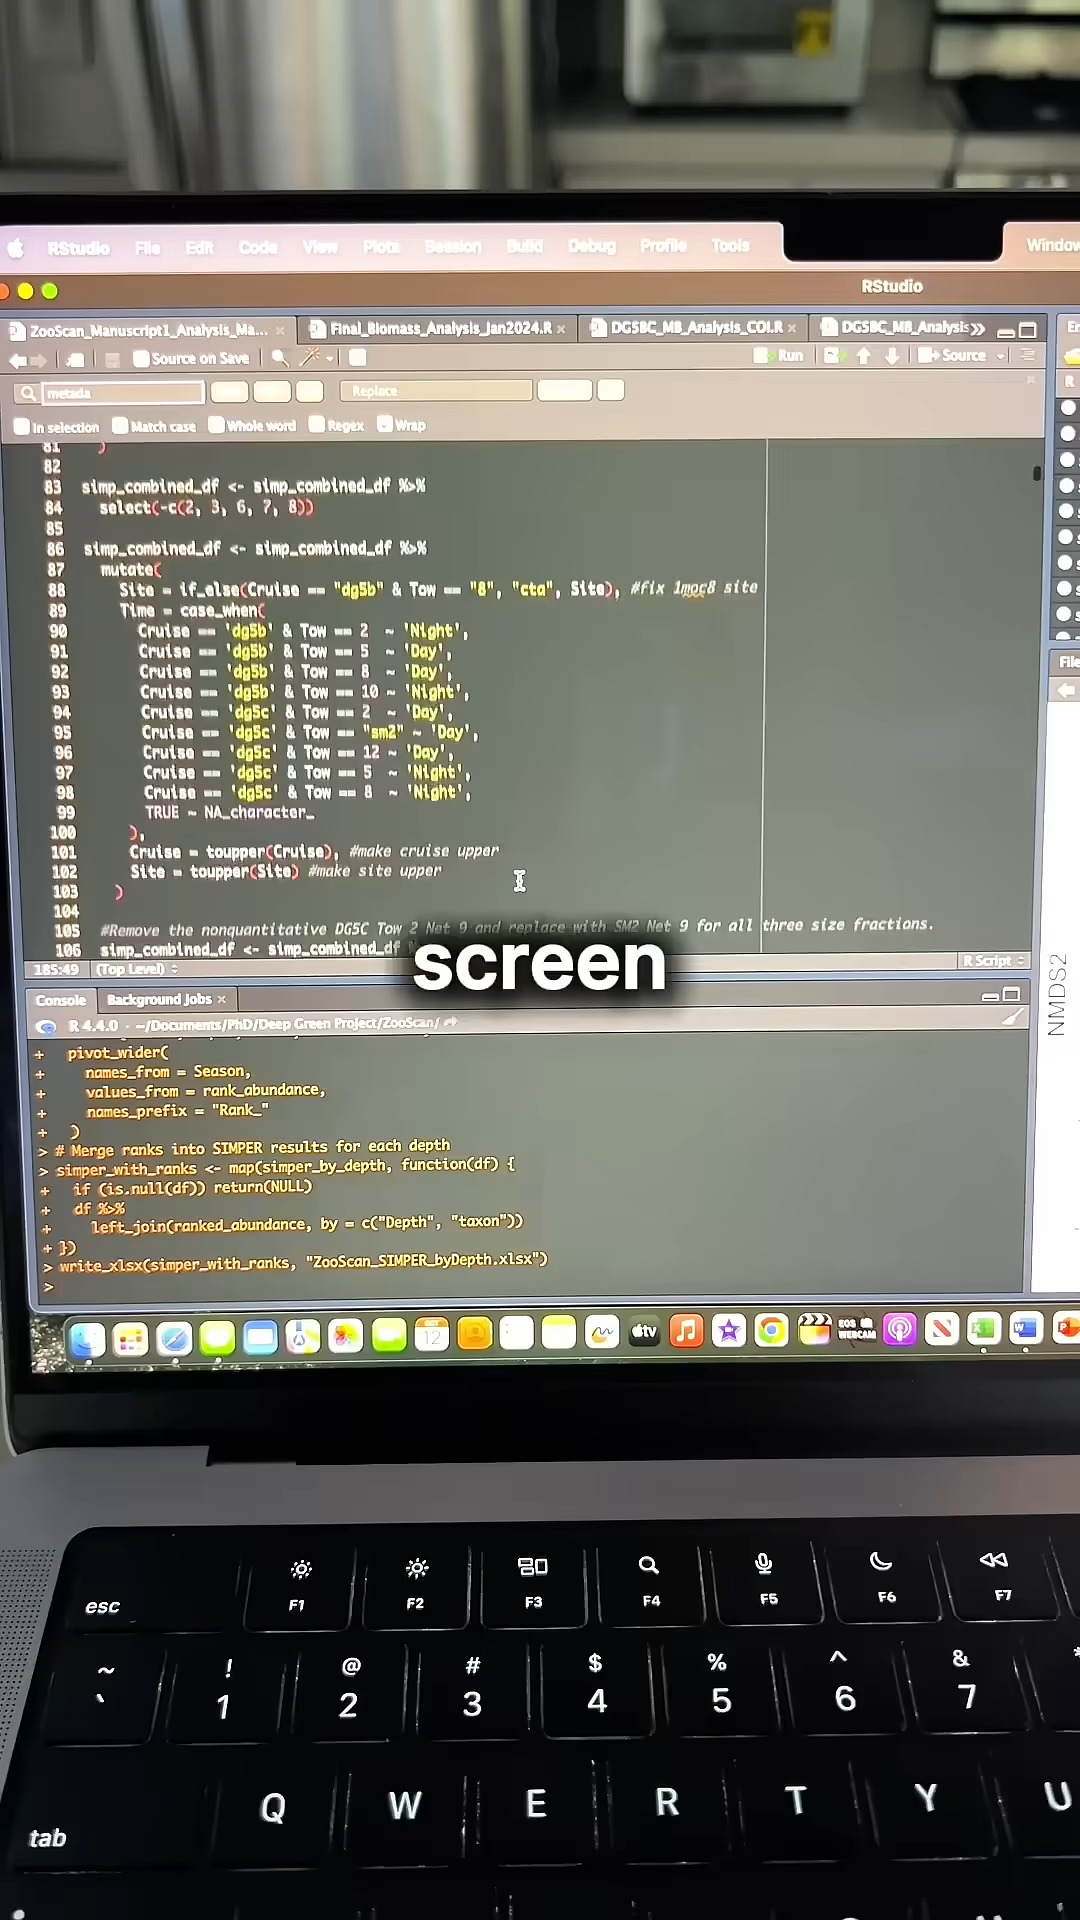 RStudio File Edit Code View Plots Session Build Debug Profile Tools Window
RStudio
ZooScan_Manuscript1_Analysis_Ma... Final_Biomass_Analysis_Jan2024.R DG5BC_MB_Analysis_COI.R DG5BC_MB_Analysis
Source on Save Run Source
metada Replace
In selection Match case Whole word Regex Wrap
81 )
82
83 simp_combined_df <- simp_combined_df %>%
84 select(-c(2, 3, 6, 7, 8))
85
86 simp_combined_df <- simp_combined_df %>%
87 mutate(
88 Site = if_else(Cruise == "dg5b" & Tow == "8", "cta", Site), #fix 1moc8 site
89 Time = case_when(
90 Cruise == 'dg5b' & Tow == 2 ~ 'Night',
91 Cruise == 'dg5b' & Tow == 5 ~ 'Day',
92 Cruise == 'dg5b' & Tow == 8 ~ 'Day',
93 Cruise == 'dg5b' & Tow == 10 ~ 'Night',
94 Cruise == 'dg5c' & Tow == 2 ~ 'Day',
95 Cruise == 'dg5c' & Tow == "sm2" ~ 'Day',
96 Cruise == 'dg5c' & Tow == 12 ~ 'Day',
97 Cruise == 'dg5c' & Tow == 5 ~ 'Night',
98 Cruise == 'dg5c' & Tow == 8 ~ 'Night',
99 TRUE ~ NA_character_
100 ),
101 Cruise = toupper(Cruise), #make cruise upper
102 Site = toupper(Site) #make site upper
103 )
104
105 #Remove the nonquantitative DG5C Tow 2 Net 9 and replace with SM2 Net 9 for all three size fractions.
106 simp_combined_df <- simp_combined_df
screen
185:49 (Top Level) R Script
Console Background Jobs
R 4.4.0 · ~/Documents/PhD/Deep Green Project/ZooScan/
+ pivot_wider(
+ names_from = Season,
+ values_from = rank_abundance,
+ names_prefix = "Rank_"
+ )
> # Merge ranks into SIMPER results for each depth
> simper_with_ranks <- map(simper_by_depth, function(df) {
+ if (is.null(df)) return(NULL)
+ df %>%
+ left_join(ranked_abundance, by = c("Depth", "taxon"))
+ })
> write_xlsx(simper_with_ranks, "ZooScan_SIMPER_byDepth.xlsx")
>
NMDS2
OCT
12
tv
EOS
WEBCAM
esc F1 F2 F3 F4 F5 F6 F7
~ ! @ # $ % ^ &
` 1 2 3 4 5 6 7
tab Q W E R T Y U